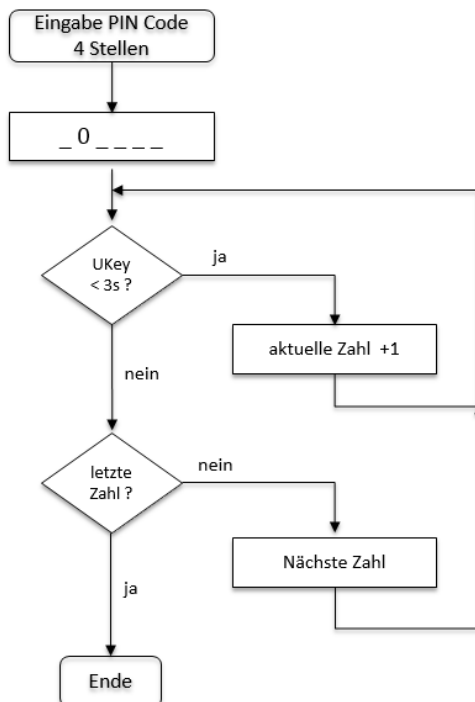 Eingabe PIN Code
4 Stellen
_ 0 _ _ _ _
UKey
< 3s ?
ja
aktuelle Zahl +1
nein
letzte
Zahl ?
nein
Nächste Zahl
ja
Ende